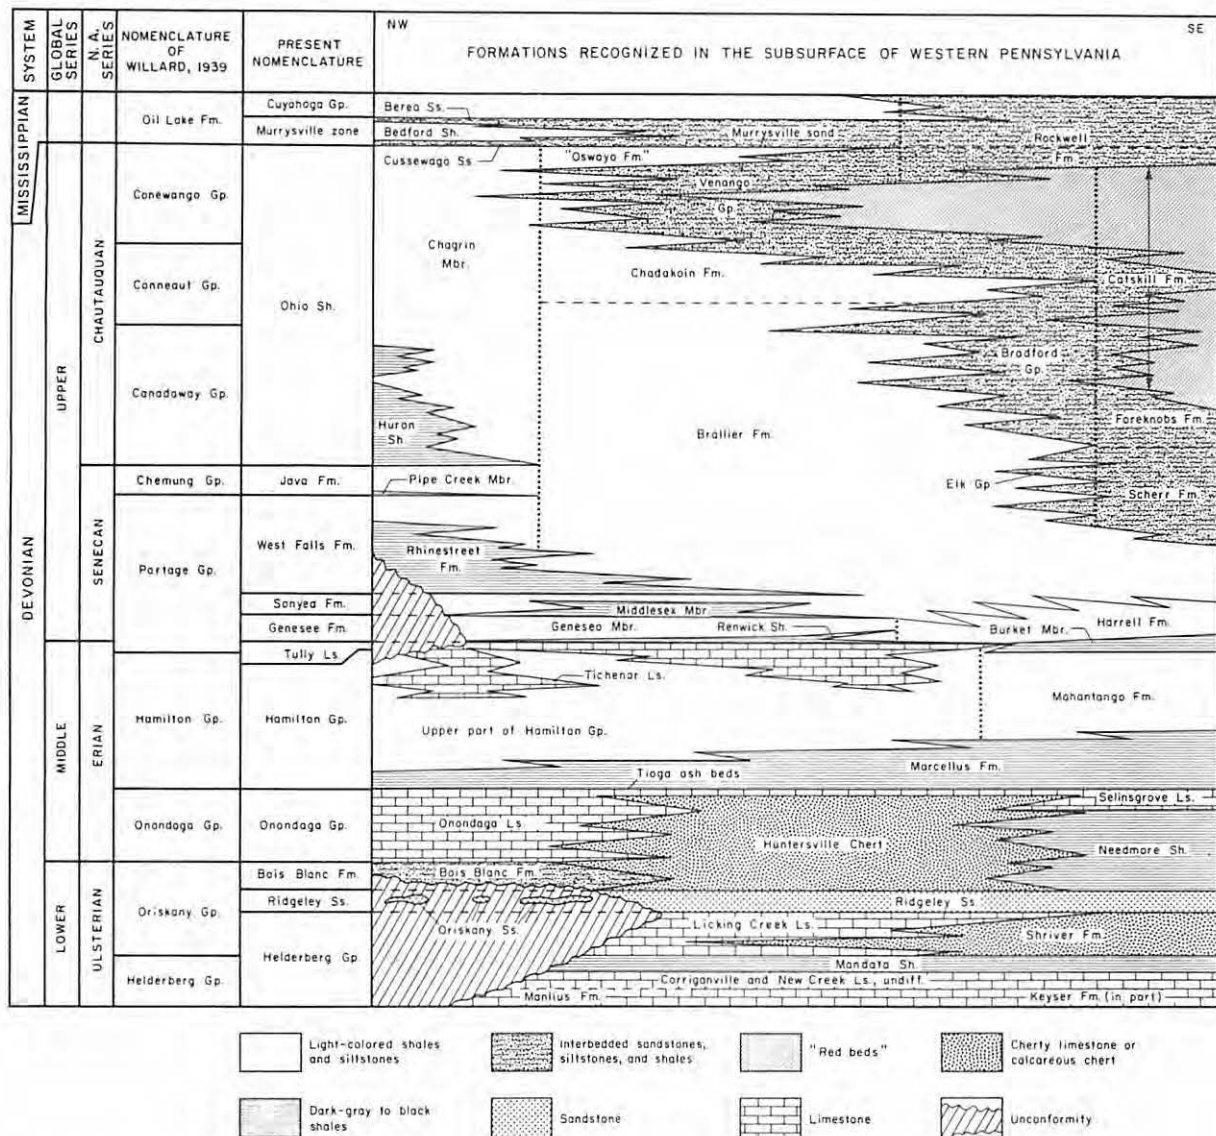 SYSTEM
GLOBAL SERIES
N. A. SERIES
NOMENCLATURE
OF
WILLARD, 1939
PRESENT
NOMENCLATURE
NW
SE
FORMATIONS RECOGNIZED IN THE SUBSURFACE OF WESTERN PENNSYLVANIA
MISSISSIPPIAN
DEVONIAN
UPPER
MIDDLE
LOWER
CHAUTAUQUAN
SENECAN
ERIAN
ULSTERIAN
Oil Lake Fm.
Conewango Gp.
Conneaut Gp.
Canadaway Gp.
Chemung Gp.
Portage Gp.
Hamilton Gp.
Onondaga Gp.
Oriskany Gp.
Helderberg Gp.
Cuyahoga Gp.
Murrysville zone
Ohio Sh.
Java Fm.
West Falls Fm.
Sonyea Fm.
Genesee Fm.
Tully Ls.
Hamilton Gp.
Onondaga Gp.
Bois Blanc Fm.
Ridgeley Ss.
Helderberg Gp.
Berea Ss.
Bedford Sh.
Murrysville sand
Rockwell
Fm.
Cussewago Ss.
"Oswayo Fm."
Venango
Gp.
Chagrin
Mbr.
Chadakoin Fm.
Catskill Fm.
Bradford
Gp.
Huron
Sh.
Brallier Fm.
Foreknobs Fm.
Pipe Creek Mbr.
Elk Gp.
Scherr Fm.
Rhinestreet
Fm.
Middlesex Mbr.
Geneseo Mbr.
Renwick Sh.
Burket Mbr.
Harrell Fm.
Tichenor Ls.
Mahantango Fm.
Upper part of Hamilton Gp.
Marcellus Fm.
Tioga ash beds
Selinsgrove Ls.
Onondaga Ls.
Huntersville Chert
Needmore Sh.
Bois Blanc Fm.
Ridgeley Ss.
Oriskany Ss.
Licking Creek Ls.
Shriver Fm.
Mandata Sh.
Corriganville and New Creek Ls., undiff.
Manlius Fm.
Keyser Fm. (in part)
Light-colored shales
and siltstones
Interbedded sandstones,
siltstones, and shales
"Red beds"
Cherty limestone or
calcareous chert
Dark-gray to black
shales
Sandstone
Limestone
Unconformity